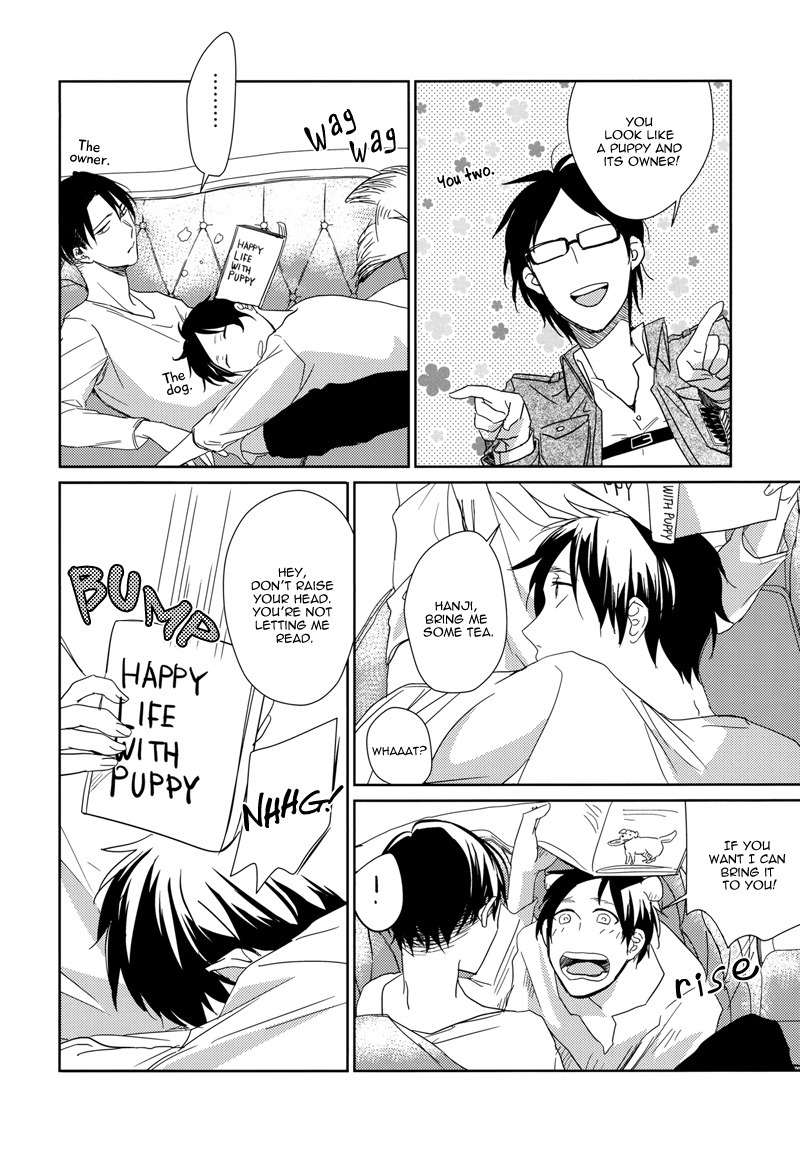 YOU
LOOK LIKE
A PUPPY AND
ITS OWNER!
You two.
.........
Wag
Wag
The
owner.
HAPPY
LIFE
WITH
PUPPY
The
dog.
WITH PUPPY
HANJI,
BRING ME
SOME TEA.
WHAAAT?
IF YOU
WANT I CAN
BRING IT
TO YOU!
!
rise
HEY,
DON'T RAISE
YOUR HEAD.
YOU'RE NOT
LETTING ME
READ.
BUMP
HAPPY
LIFE
WITH
PUPPY
NHHG!